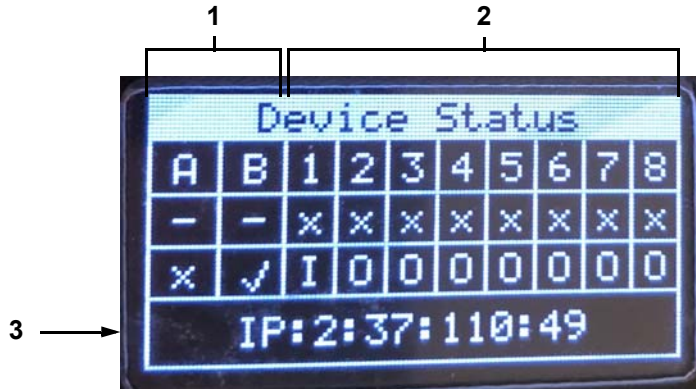 1 2
Device Status
A B 1 2 3 4 5 6 7 8
- - x x x x x x x x
x ✓ I O O O O O O O
3
IP:2:37:110:49